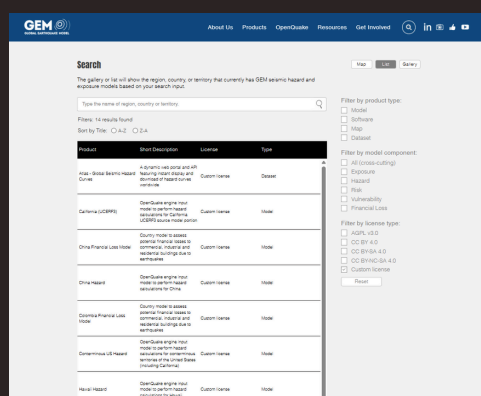 GEM
GLOBAL EARTHQUAKE MODEL
About Us Products OpenQuake Resources Get Involved
in
Search
Map List Gallery
The gallery or list will show the region, country, or territory that currently has GEM seismic hazard and
exposure models based on your search input.
Type the name of region, country or territory
Filters: 14 results found
Sort by Title: A-Z Z-A
Product Short Description License Type
Atlas - Global Seismic Hazard Curves
A dynamic web portal and API
featuring instant display and
download of hazard curves
worldwide
Custom license Dataset
California (UCERF3)
OpenQuake engine input
model to perform hazard
calculations for California
UCERF3 source model portion
Custom license Model
China Financial Loss Model
Country model to assess
potential financial losses to
commercial, industrial and
residential buildings due to
earthquakes
Custom license Model
China Hazard
OpenQuake engine input
model to perform hazard
calculations for China
Custom license Model
Colombia Financial Loss
Model
Country model to assess
potential financial losses to
commercial, industrial and
residential buildings due to
earthquakes
Custom license Model
Conterminous US Hazard
OpenQuake engine input
model to perform hazard
calculations for conterminous
territories of the United States
(including California)
Custom license Model
Hawaii Hazard
OpenQuake engine input
model to perform hazard
calculations for Hawaii
Custom license Model
Filter by product type:
Model
Software
Map
Dataset
Filter by model component:
All (cross-cutting)
Exposure
Hazard
Risk
Vulnerability
Financial Loss
Filter by license type:
AGPL v3.0
CC BY 4.0
CC BY-SA 4.0
CC BY-NC-SA 4.0
Custom license
Reset